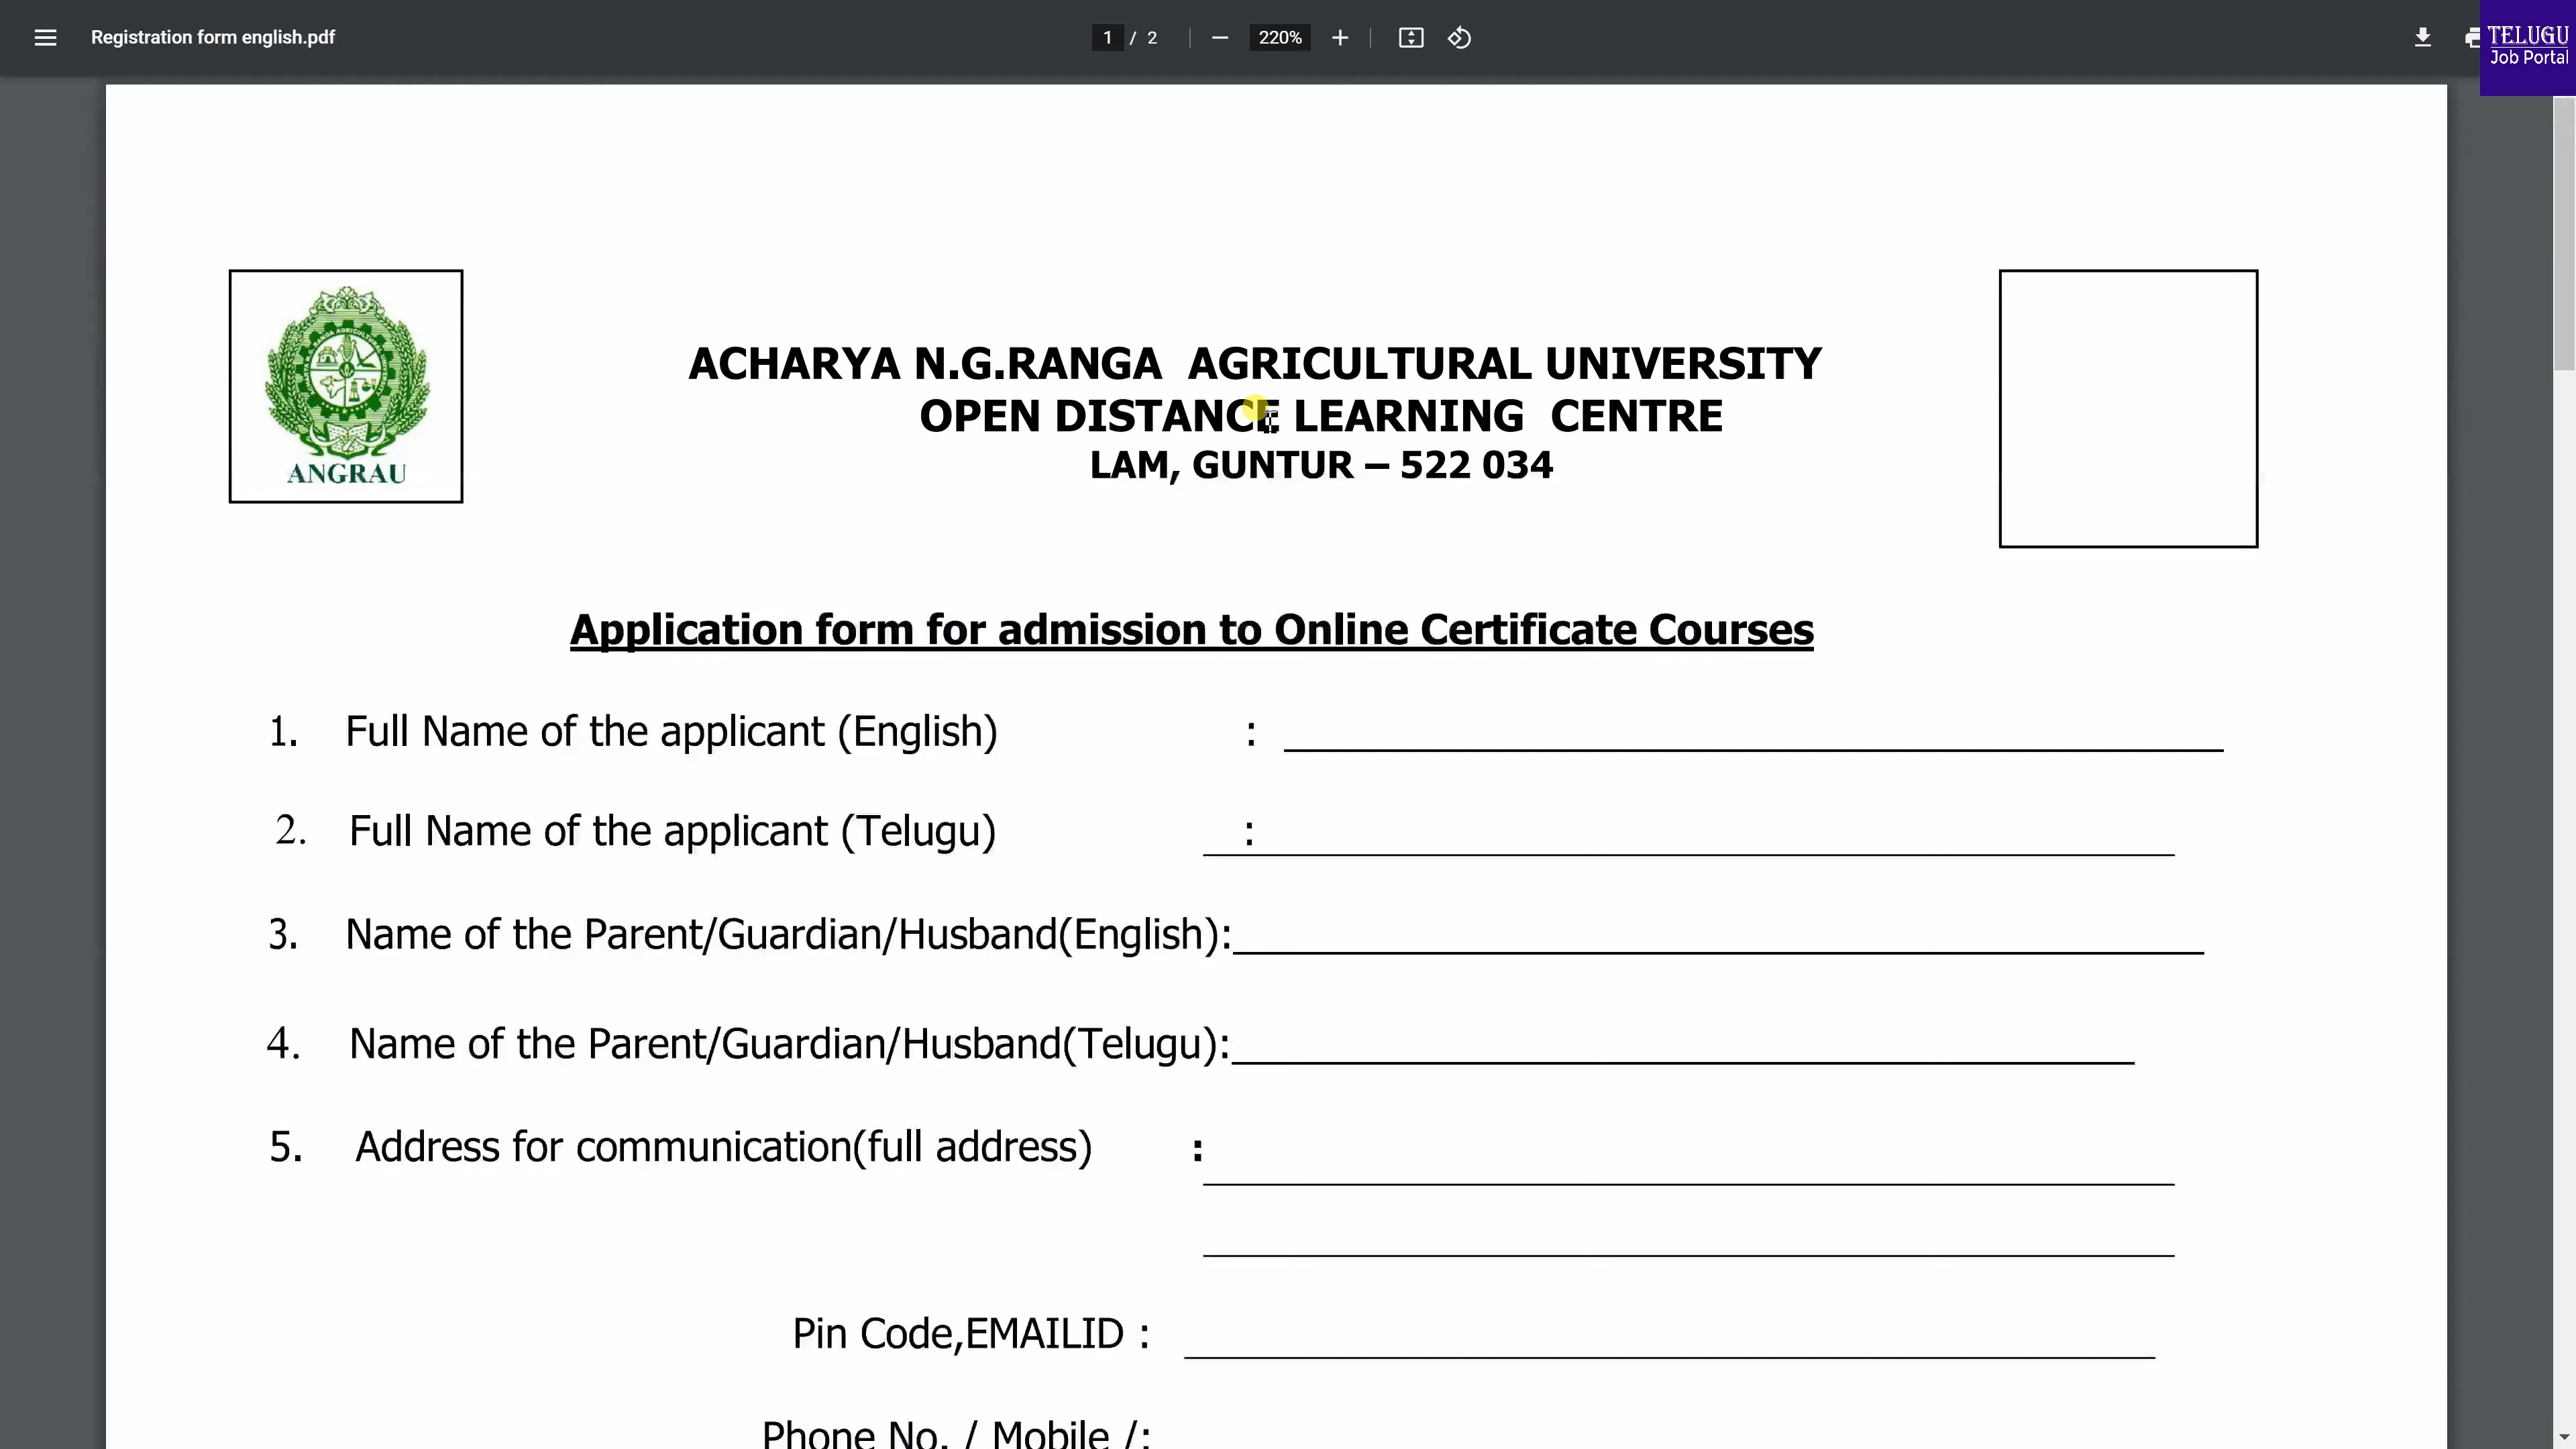 Registration form english.pdf
1 / 2
220%
TELUGU
Job Portal
ANGRAU
ACHARYA N.G.RANGA AGRICULTURAL UNIVERSITY
OPEN DISTANCE LEARNING CENTRE
LAM, GUNTUR – 522 034
Application form for admission to Online Certificate Courses
1. Full Name of the applicant (English) :
2. Full Name of the applicant (Telugu) :
3. Name of the Parent/Guardian/Husband(English):
4. Name of the Parent/Guardian/Husband(Telugu):
5. Address for communication(full address) :
Pin Code,EMAILID :
Phone No. / Mobile /: